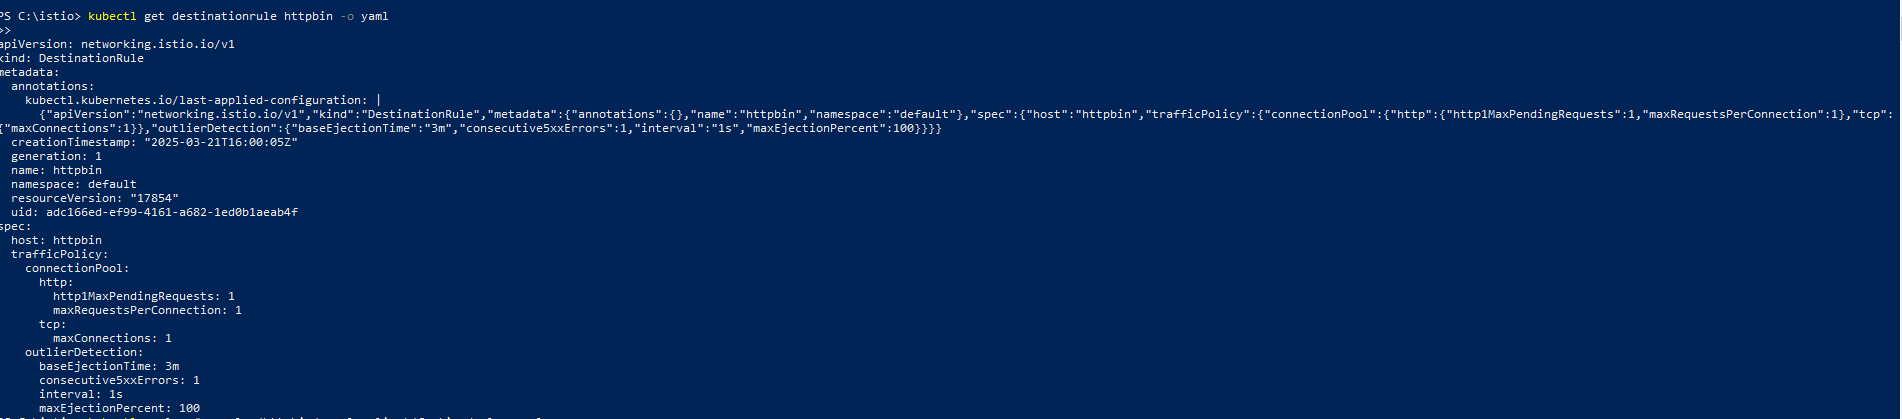 PS C:\istio> kubectl get destinationrule httpbin -o yaml
>>
apiVersion: networking.istio.io/v1
kind: DestinationRule
metadata:
  annotations:
    kubectl.kubernetes.io/last-applied-configuration: |
      {"apiVersion":"networking.istio.io/v1","kind":"DestinationRule","metadata":{"annotations":{},"name":"httpbin","namespace":"default"},"spec":{"host":"httpbin","trafficPolicy":{"connectionPool":{"http":{"http1MaxPendingRequests":1,"maxRequestsPerConnection":1},"tcp":
{"maxConnections":1}},"outlierDetection":{"baseEjectionTime":"3m","consecutive5xxErrors":1,"interval":"1s","maxEjectionPercent":100}}}}
  creationTimestamp: "2025-03-21T16:00:05Z"
  generation: 1
  name: httpbin
  namespace: default
  resourceVersion: "17854"
  uid: adc166ed-ef99-4161-a682-1ed0b1aeab4f
spec:
  host: httpbin
  trafficPolicy:
    connectionPool:
      http:
        http1MaxPendingRequests: 1
        maxRequestsPerConnection: 1
      tcp:
        maxConnections: 1
    outlierDetection:
      baseEjectionTime: 3m
      consecutive5xxErrors: 1
      interval: 1s
      maxEjectionPercent: 100